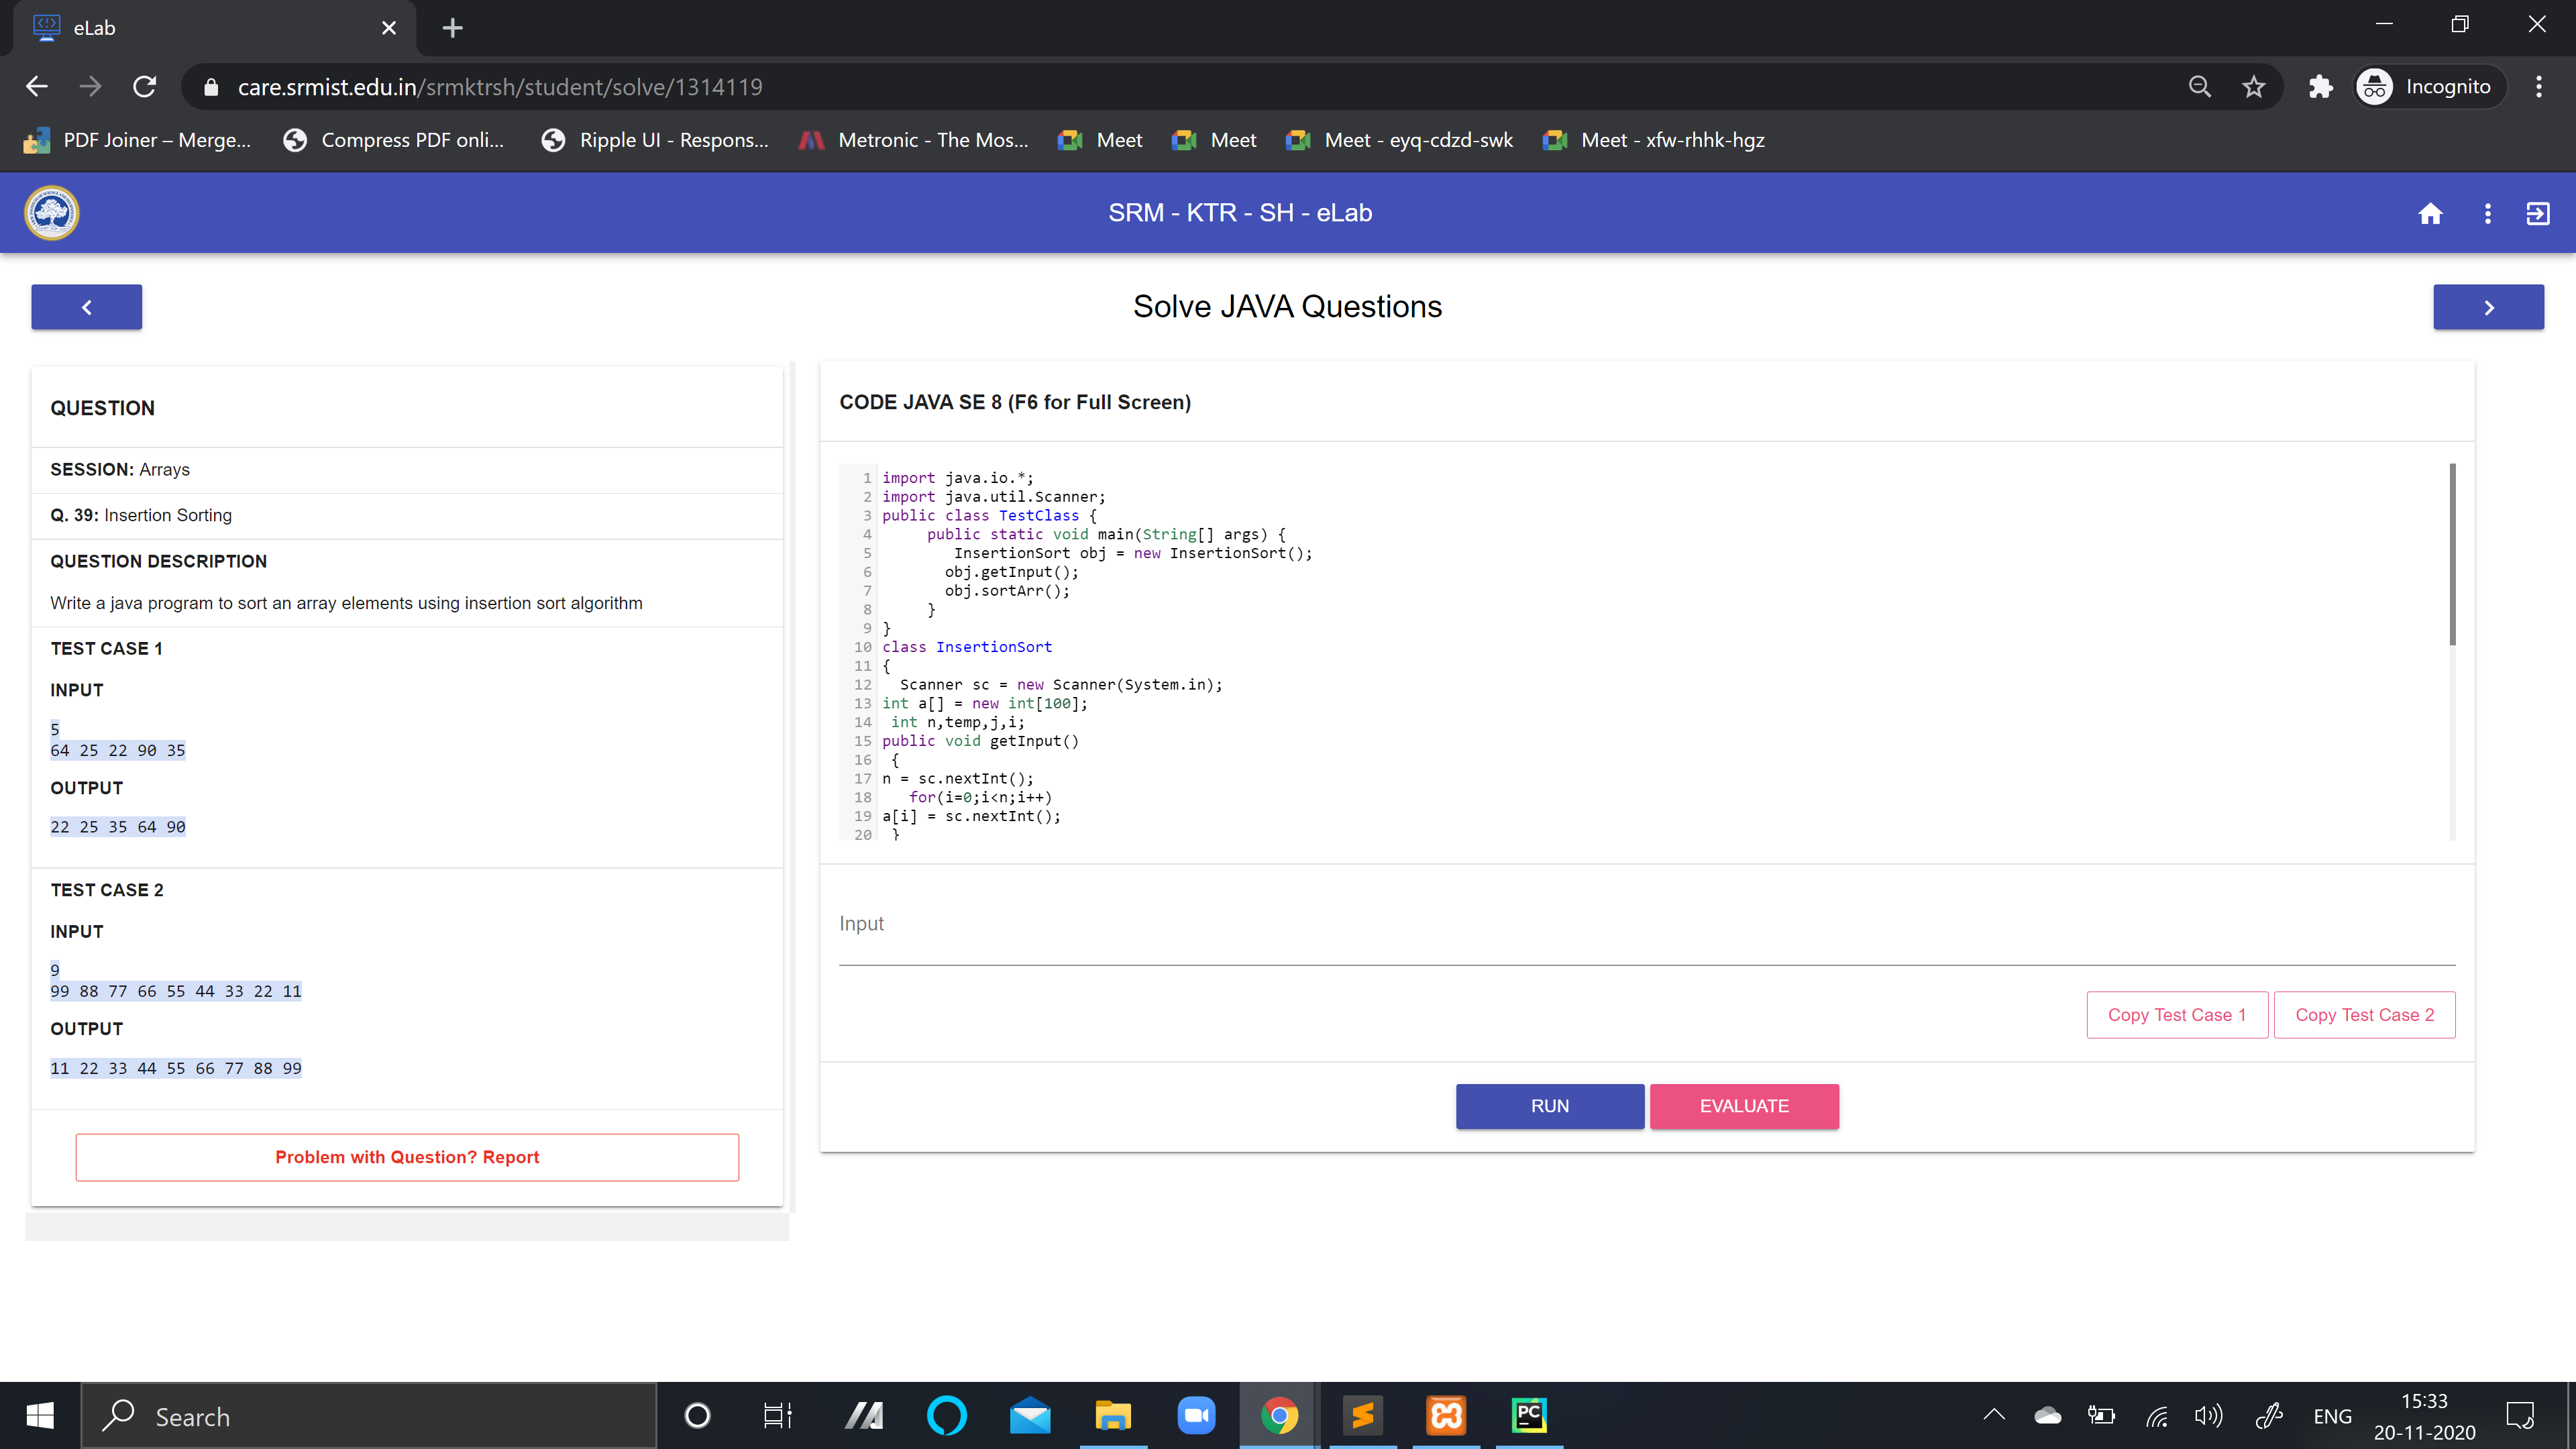 eLab
care.srmist.edu.in/srmktrsh/student/solve/1314119
Incognito
PDF Joiner – Merge...
Compress PDF onli...
Ripple UI - Respons...
Metronic - The Mos...
Meet
Meet
Meet - eyq-cdzd-swk
Meet - xfw-rhhk-hgz
SRM - KTR - SH - eLab
Solve JAVA Questions
QUESTION
SESSION: Arrays
Q. 39: Insertion Sorting
QUESTION DESCRIPTION
Write a java program to sort an array elements using insertion sort algorithm
TEST CASE 1
INPUT
5
64 25 22 90 35
OUTPUT
22 25 35 64 90
TEST CASE 2
INPUT
9
99 88 77 66 55 44 33 22 11
OUTPUT
11 22 33 44 55 66 77 88 99
Problem with Question? Report
CODE JAVA SE 8 (F6 for Full Screen)
1 import java.io.*;
2 import java.util.Scanner;
3 public class TestClass {
4 public static void main(String[] args) {
5 InsertionSort obj = new InsertionSort();
6 obj.getInput();
7 obj.sortArr();
8 }
9 }
10 class InsertionSort
11 {
12 Scanner sc = new Scanner(System.in);
13 int a[] = new int[100];
14 int n,temp,j,i;
15 public void getInput()
16 {
17 n = sc.nextInt();
18 for(i=0;i<n;i++)
19 a[i] = sc.nextInt();
20 }
Input
Copy Test Case 1
Copy Test Case 2
RUN
EVALUATE
Search
PC
ENG
15:33
20-11-2020